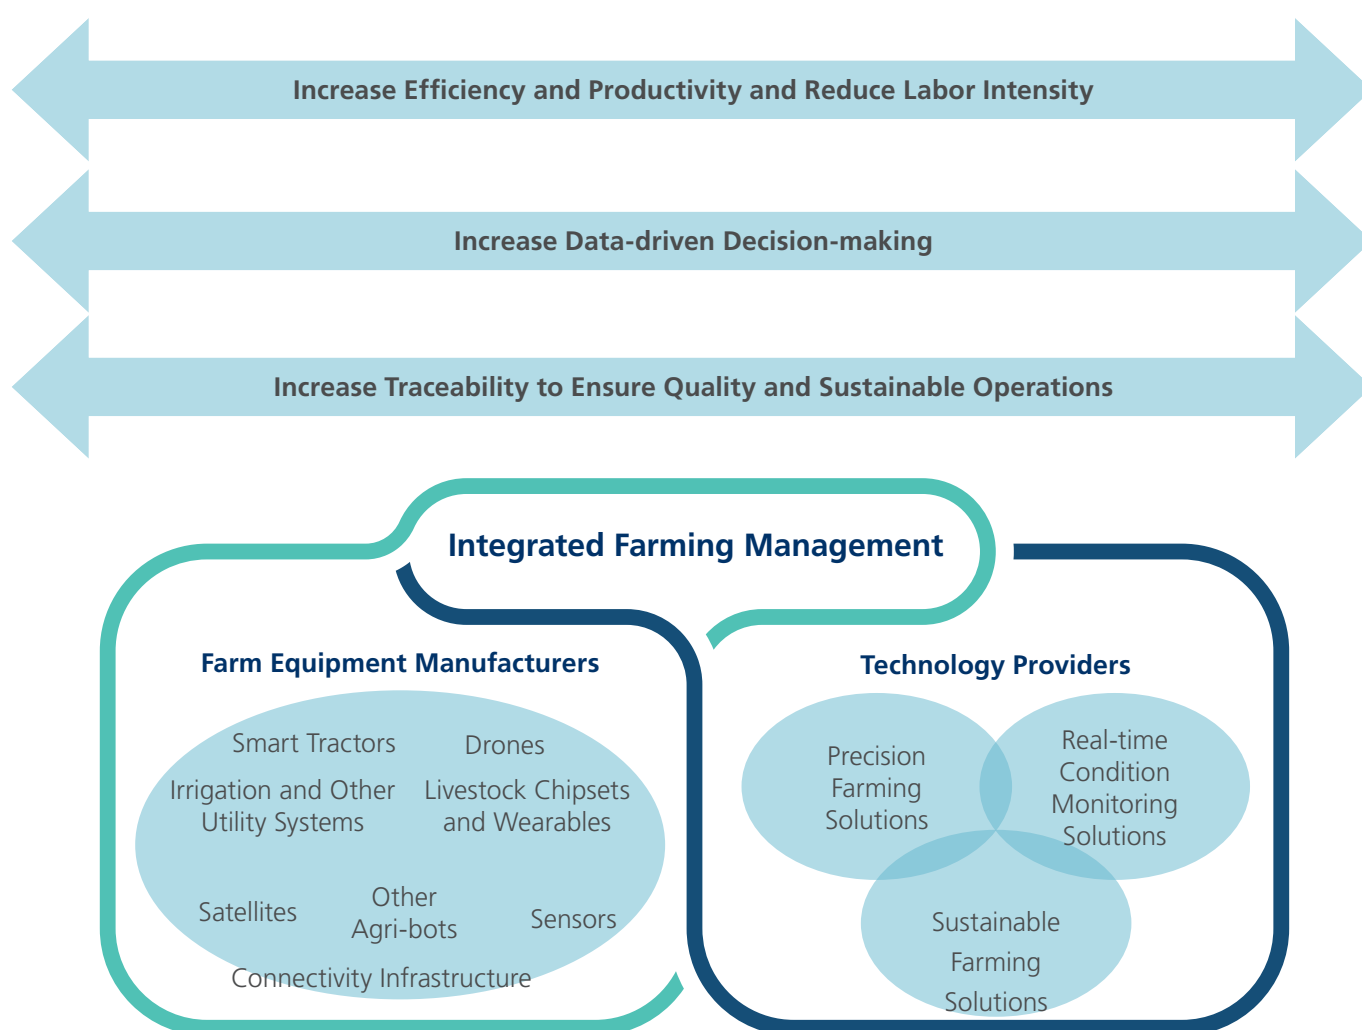 Increase Efficiency and Productivity and Reduce Labor Intensity
Increase Data-driven Decision-making
Increase Traceability to Ensure Quality and Sustainable Operations
Integrated Farming Management
Farm Equipment Manufacturers
Smart Tractors
Drones
Irrigation and Other
Utility Systems
Livestock Chipsets
and Wearables
Satellites
Other
Agri-bots
Sensors
Connectivity Infrastructure
Technology Providers
Precision
Farming
Solutions
Real-time
Condition
Monitoring
Solutions
Sustainable
Farming
Solutions